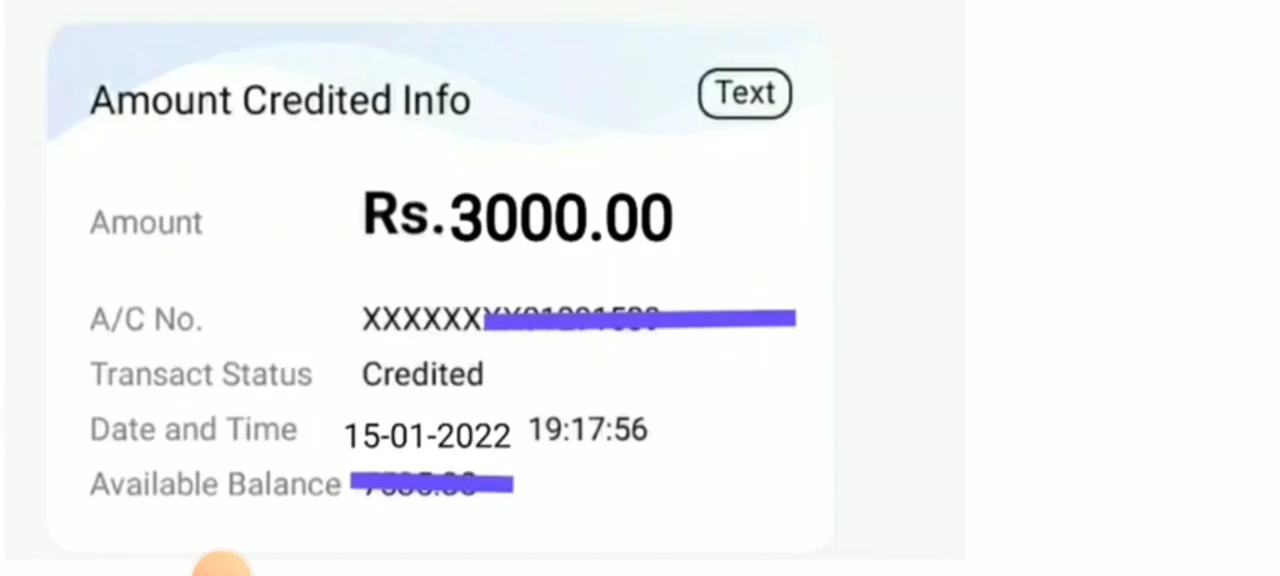 Amount Credited Info
Text
Amount Rs.3000.00
A/C No. XXXXXX
Transact Status Credited
Date and Time 15-01-2022 19:17:56
Available Balance